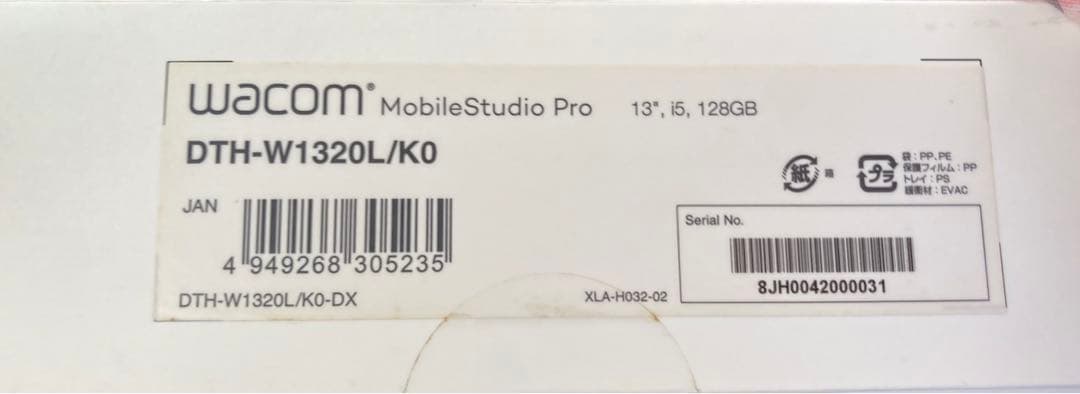 wacom® MobileStudio Pro 13", i5, 128GB
DTH-W1320L/K0
紙 箱
プラ
袋：PP、PE
保護フィルム：PP
トレイ：PS
緩衝材：EVAC
JAN
4 949268 305235
Serial No.
8JH0042000031
DTH-W1320L/K0-DX
XLA-H032-02